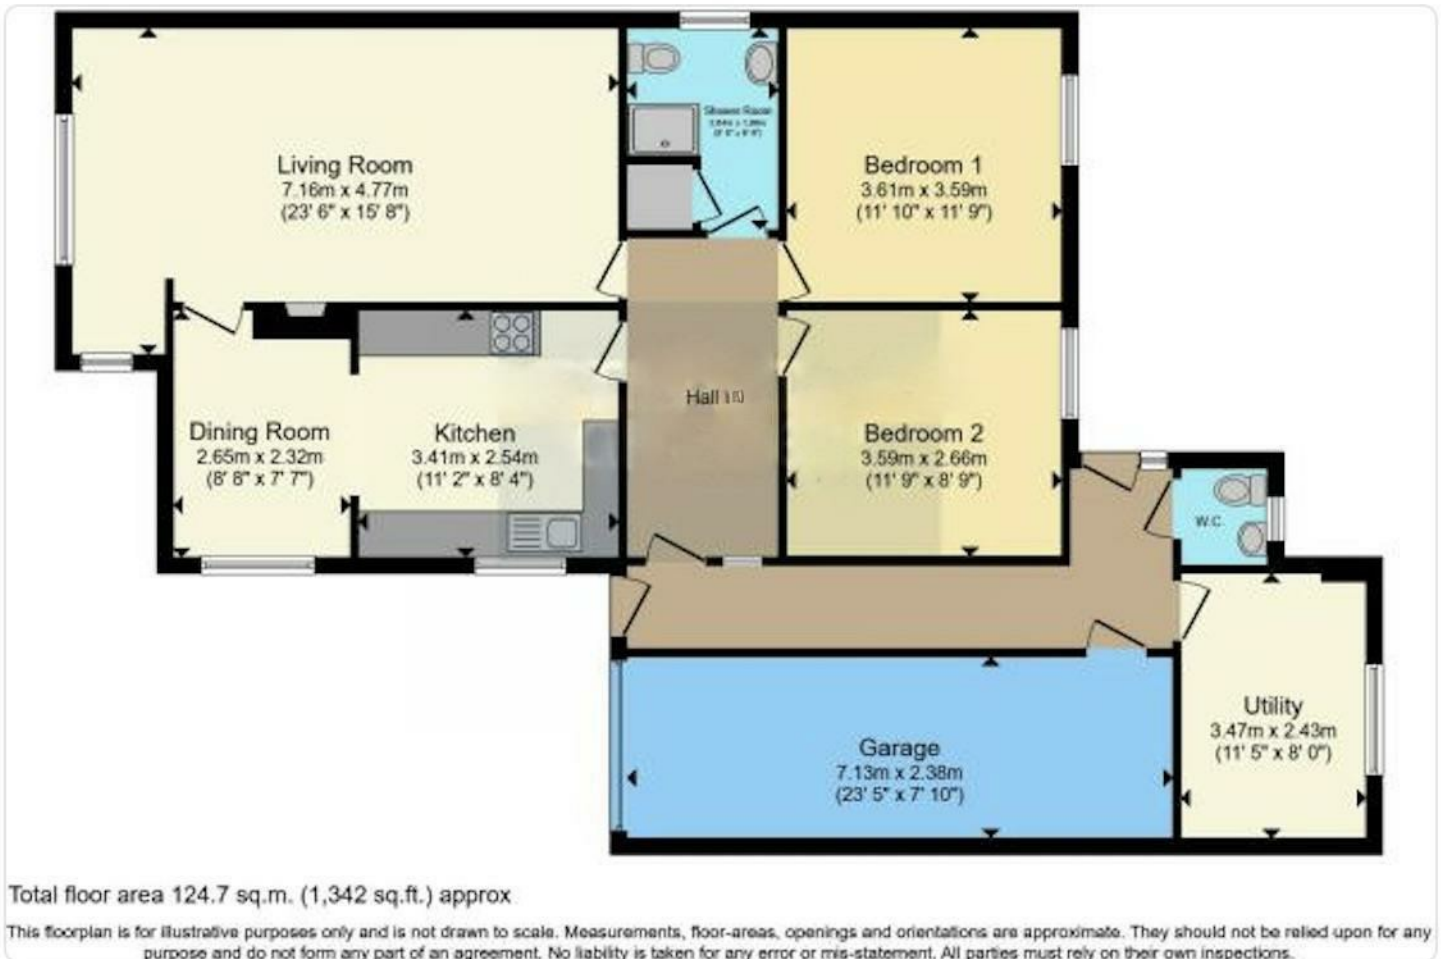 Living Room
7.16m x 4.77m
(23' 6" x 15' 8")
Shower Room
Bedroom 1
3.61m x 3.59m
(11' 10" x 11' 9")
Hall
Dining Room
2.65m x 2.32m
(8' 8" x 7' 7")
Kitchen
3.41m x 2.54m
(11' 2" x 8' 4")
Bedroom 2
3.59m x 2.66m
(11' 9" x 8' 9")
W.C.
Utility
3.47m x 2.43m
(11' 5" x 8' 0")
Garage
7.13m x 2.38m
(23' 5" x 7' 10")
Total floor area 124.7 sq.m. (1,342 sq.ft.) approx
This floorplan is for illustrative purposes only and is not drawn to scale. Measurements, floor-areas, openings and orientations are approximate. They should not be relied upon for any
purpose and do not form any part of an agreement. No liability is taken for any error or mis-statement. All parties must rely on their own inspections.